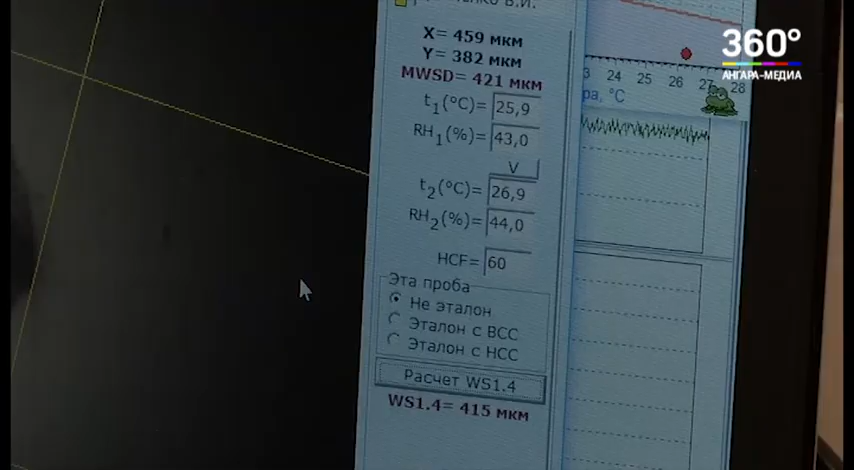 В.И.
X= 459 мкм
Y= 382 мкм
MWSD= 421 мкм
t1(°C)= 25,9
RH1(%)= 43,0
V
t2(°C)= 26,9
RH2(%)= 44,0
HCF= 60
Эта проба
Не эталон
Эталон с ВСС
Эталон с НСС
Расчет WS1.4
WS1.4= 415 мкм
3 24 25 26 27 28
ра, °C
360°
АНГАРА-МЕДИА